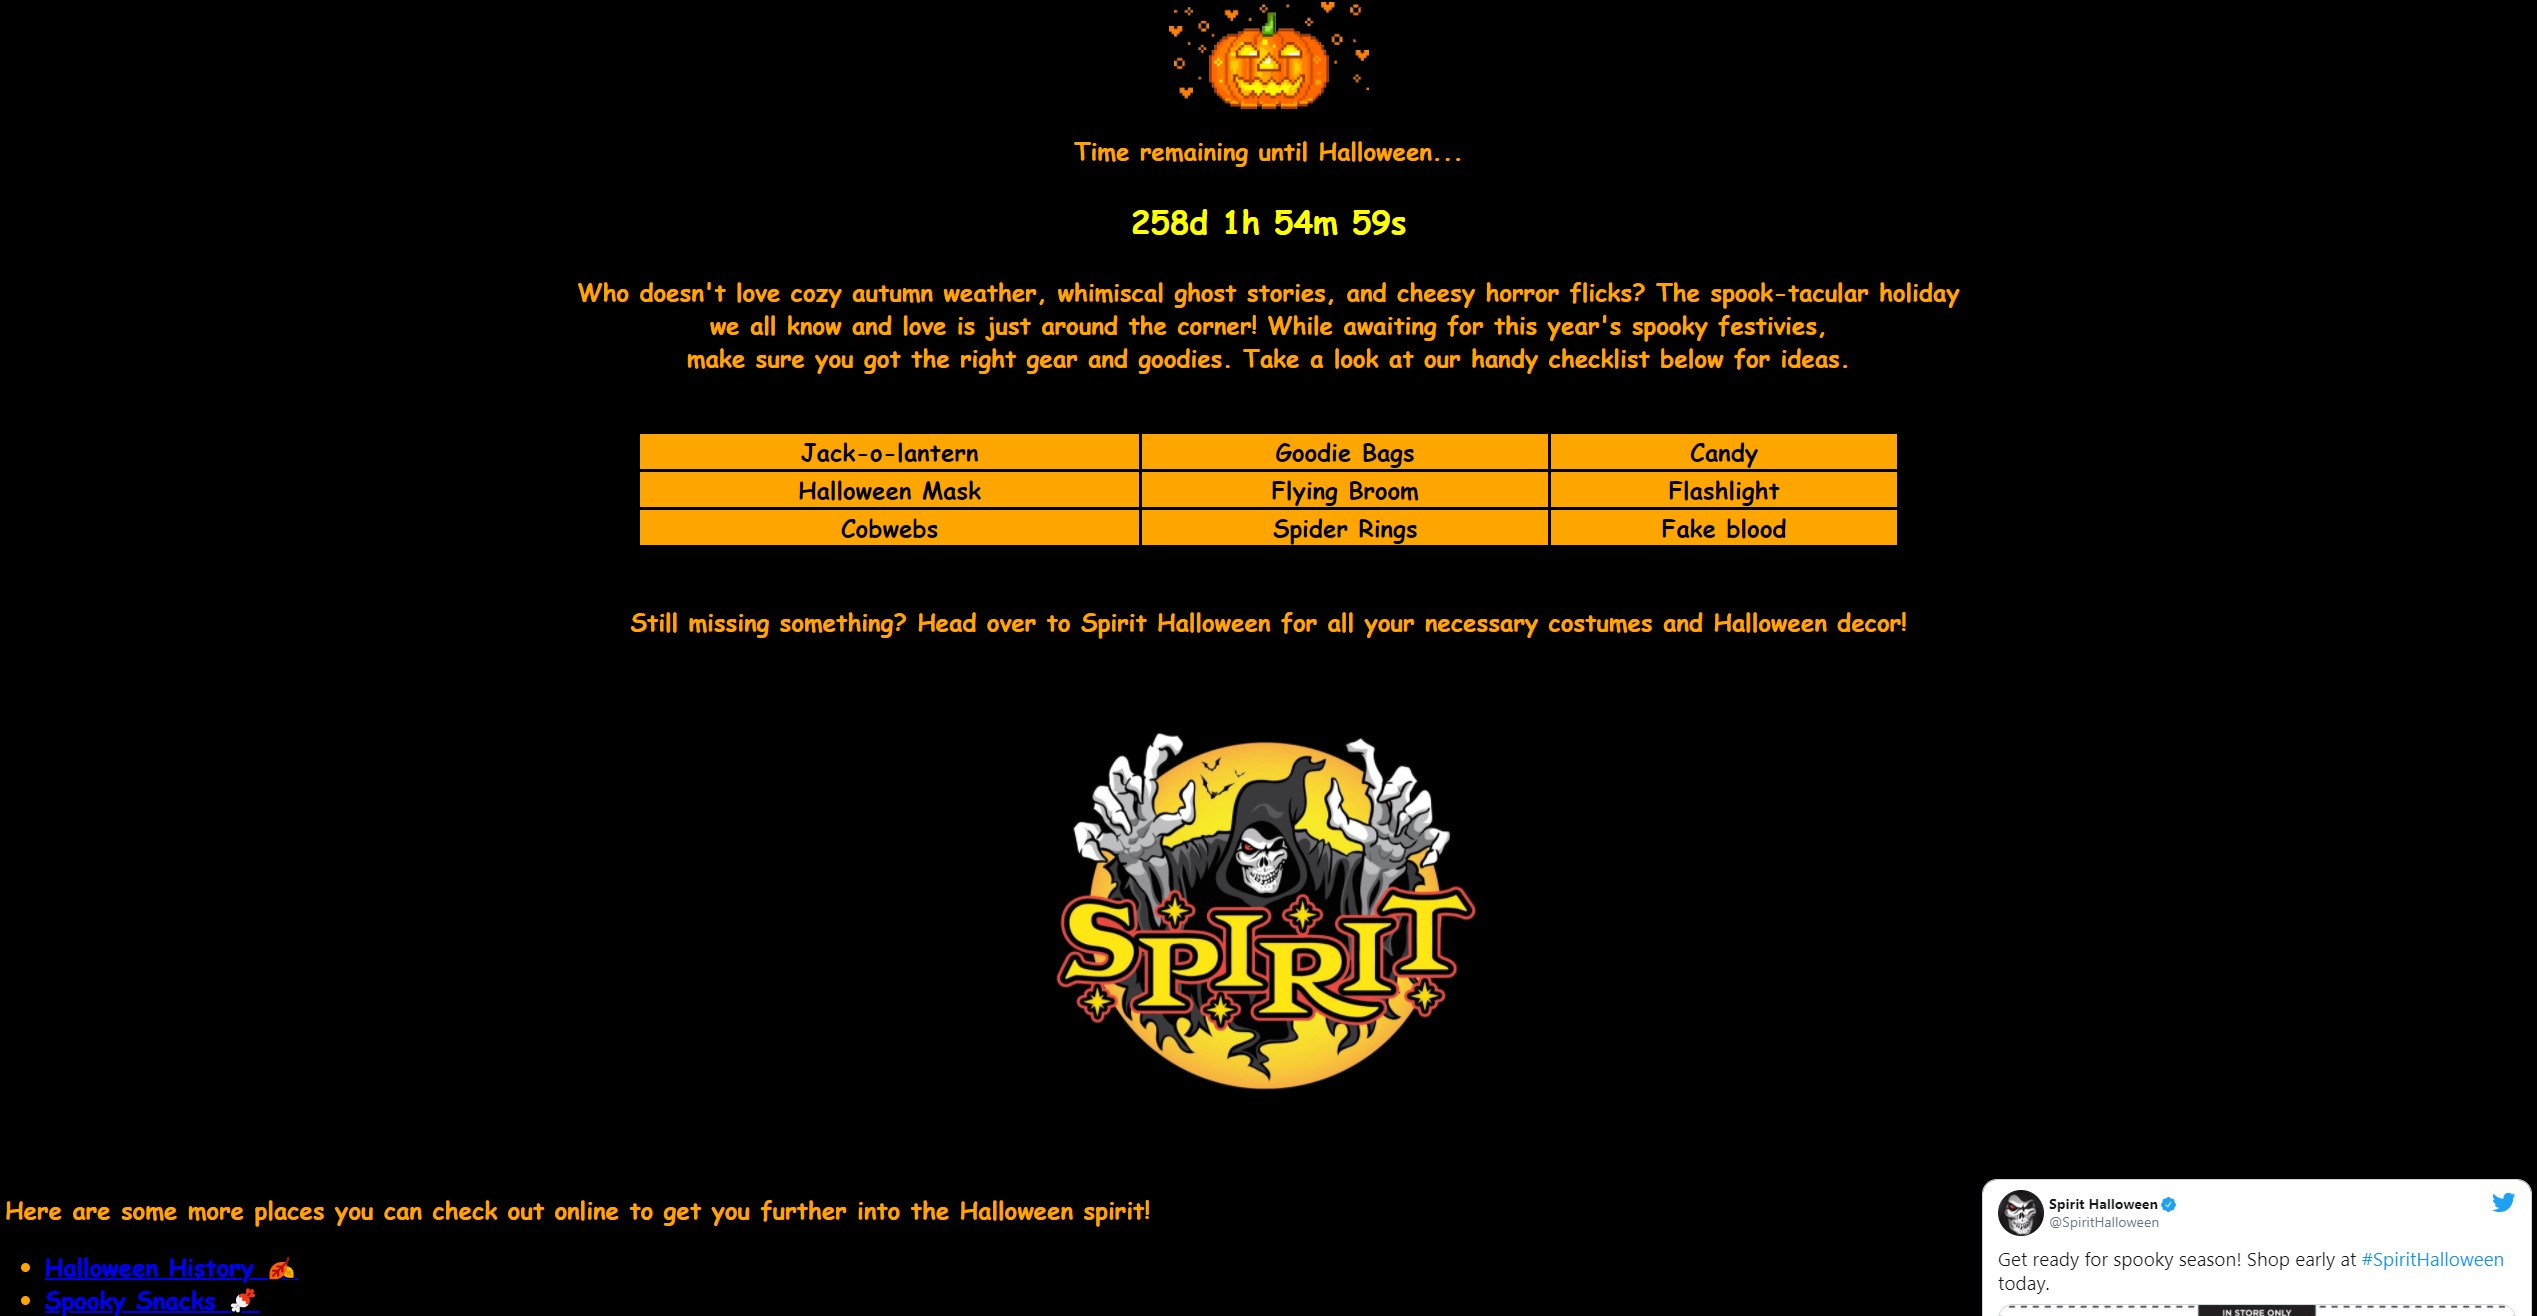 Time remaining until Halloween...
258d 1h 54m 59s
Who doesn't love cozy autumn weather, whimiscal ghost stories, and cheesy horror flicks? The spook-tacular holiday
we all know and love is just around the corner! While awaiting for this year's spooky festivies,
make sure you got the right gear and goodies. Take a look at our handy checklist below for ideas.
Jack-o-lantern Goodie Bags Candy
Halloween Mask Flying Broom Flashlight
Cobwebs Spider Rings Fake blood
Still missing something? Head over to Spirit Halloween for all your necessary costumes and Halloween decor!
SPIRIT
Here are some more places you can check out online to get you further into the Halloween spirit!
Halloween History 🍂
Spooky Snacks 🍬
Spirit Halloween
@SpiritHalloween
Get ready for spooky season! Shop early at #SpiritHalloween
today.
IN STORE ONLY